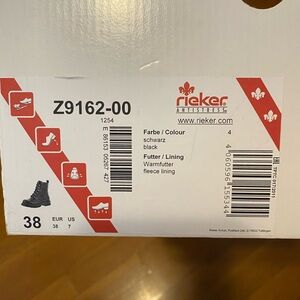 Z9162-00
1254
rieker
ANTISTRESS
www.rieker.com
Farbe / Colour
4
schwarz
black
Futter / Lining
Warmfutter
fleece lining
38
EUR
US
38
7